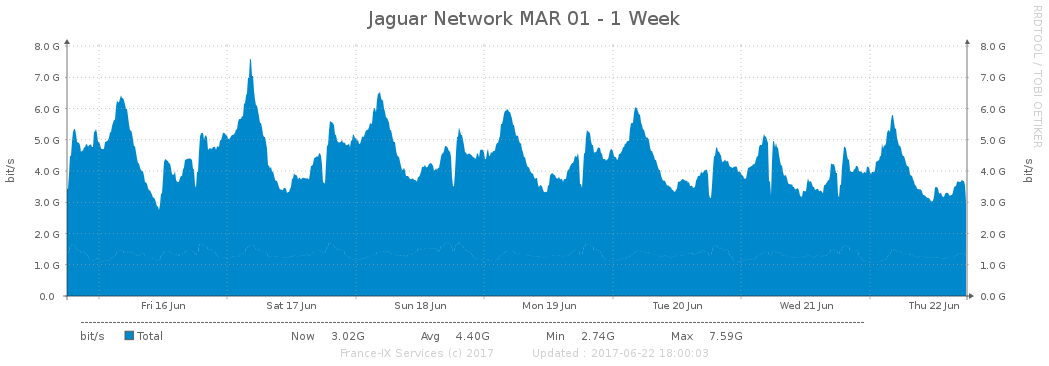 Jaguar Network MAR 01 - 1 Week
RRDTOOL / TOBI OETIKER
8.0 G 8.0 G
7.0 G 7.0 G
6.0 G 6.0 G
5.0 G 5.0 G
4.0 G 4.0 G
3.0 G 3.0 G
2.0 G 2.0 G
1.0 G 1.0 G
0.0 0.0 G
bit/s
bit/s
Fri 16 Jun Sat 17 Jun Sun 18 Jun Mon 19 Jun Tue 20 Jun Wed 21 Jun Thu 22 Jun
bit/s Total Now 3.02G Avg 4.40G Min 2.74G Max 7.59G
France-IX Services (c) 2017 Updated : 2017-06-22 18:00:03